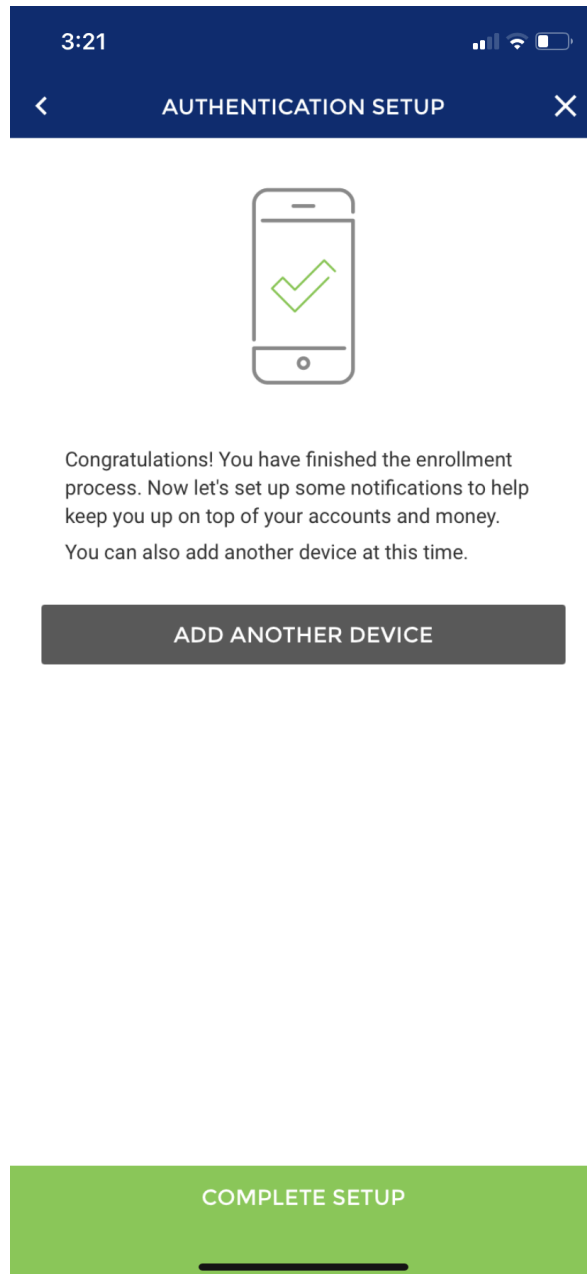 3:21
AUTHENTICATION SETUP
Congratulations! You have finished the enrollment
process. Now let's set up some notifications to help
keep you up on top of your accounts and money.
You can also add another device at this time.
ADD ANOTHER DEVICE
COMPLETE SETUP